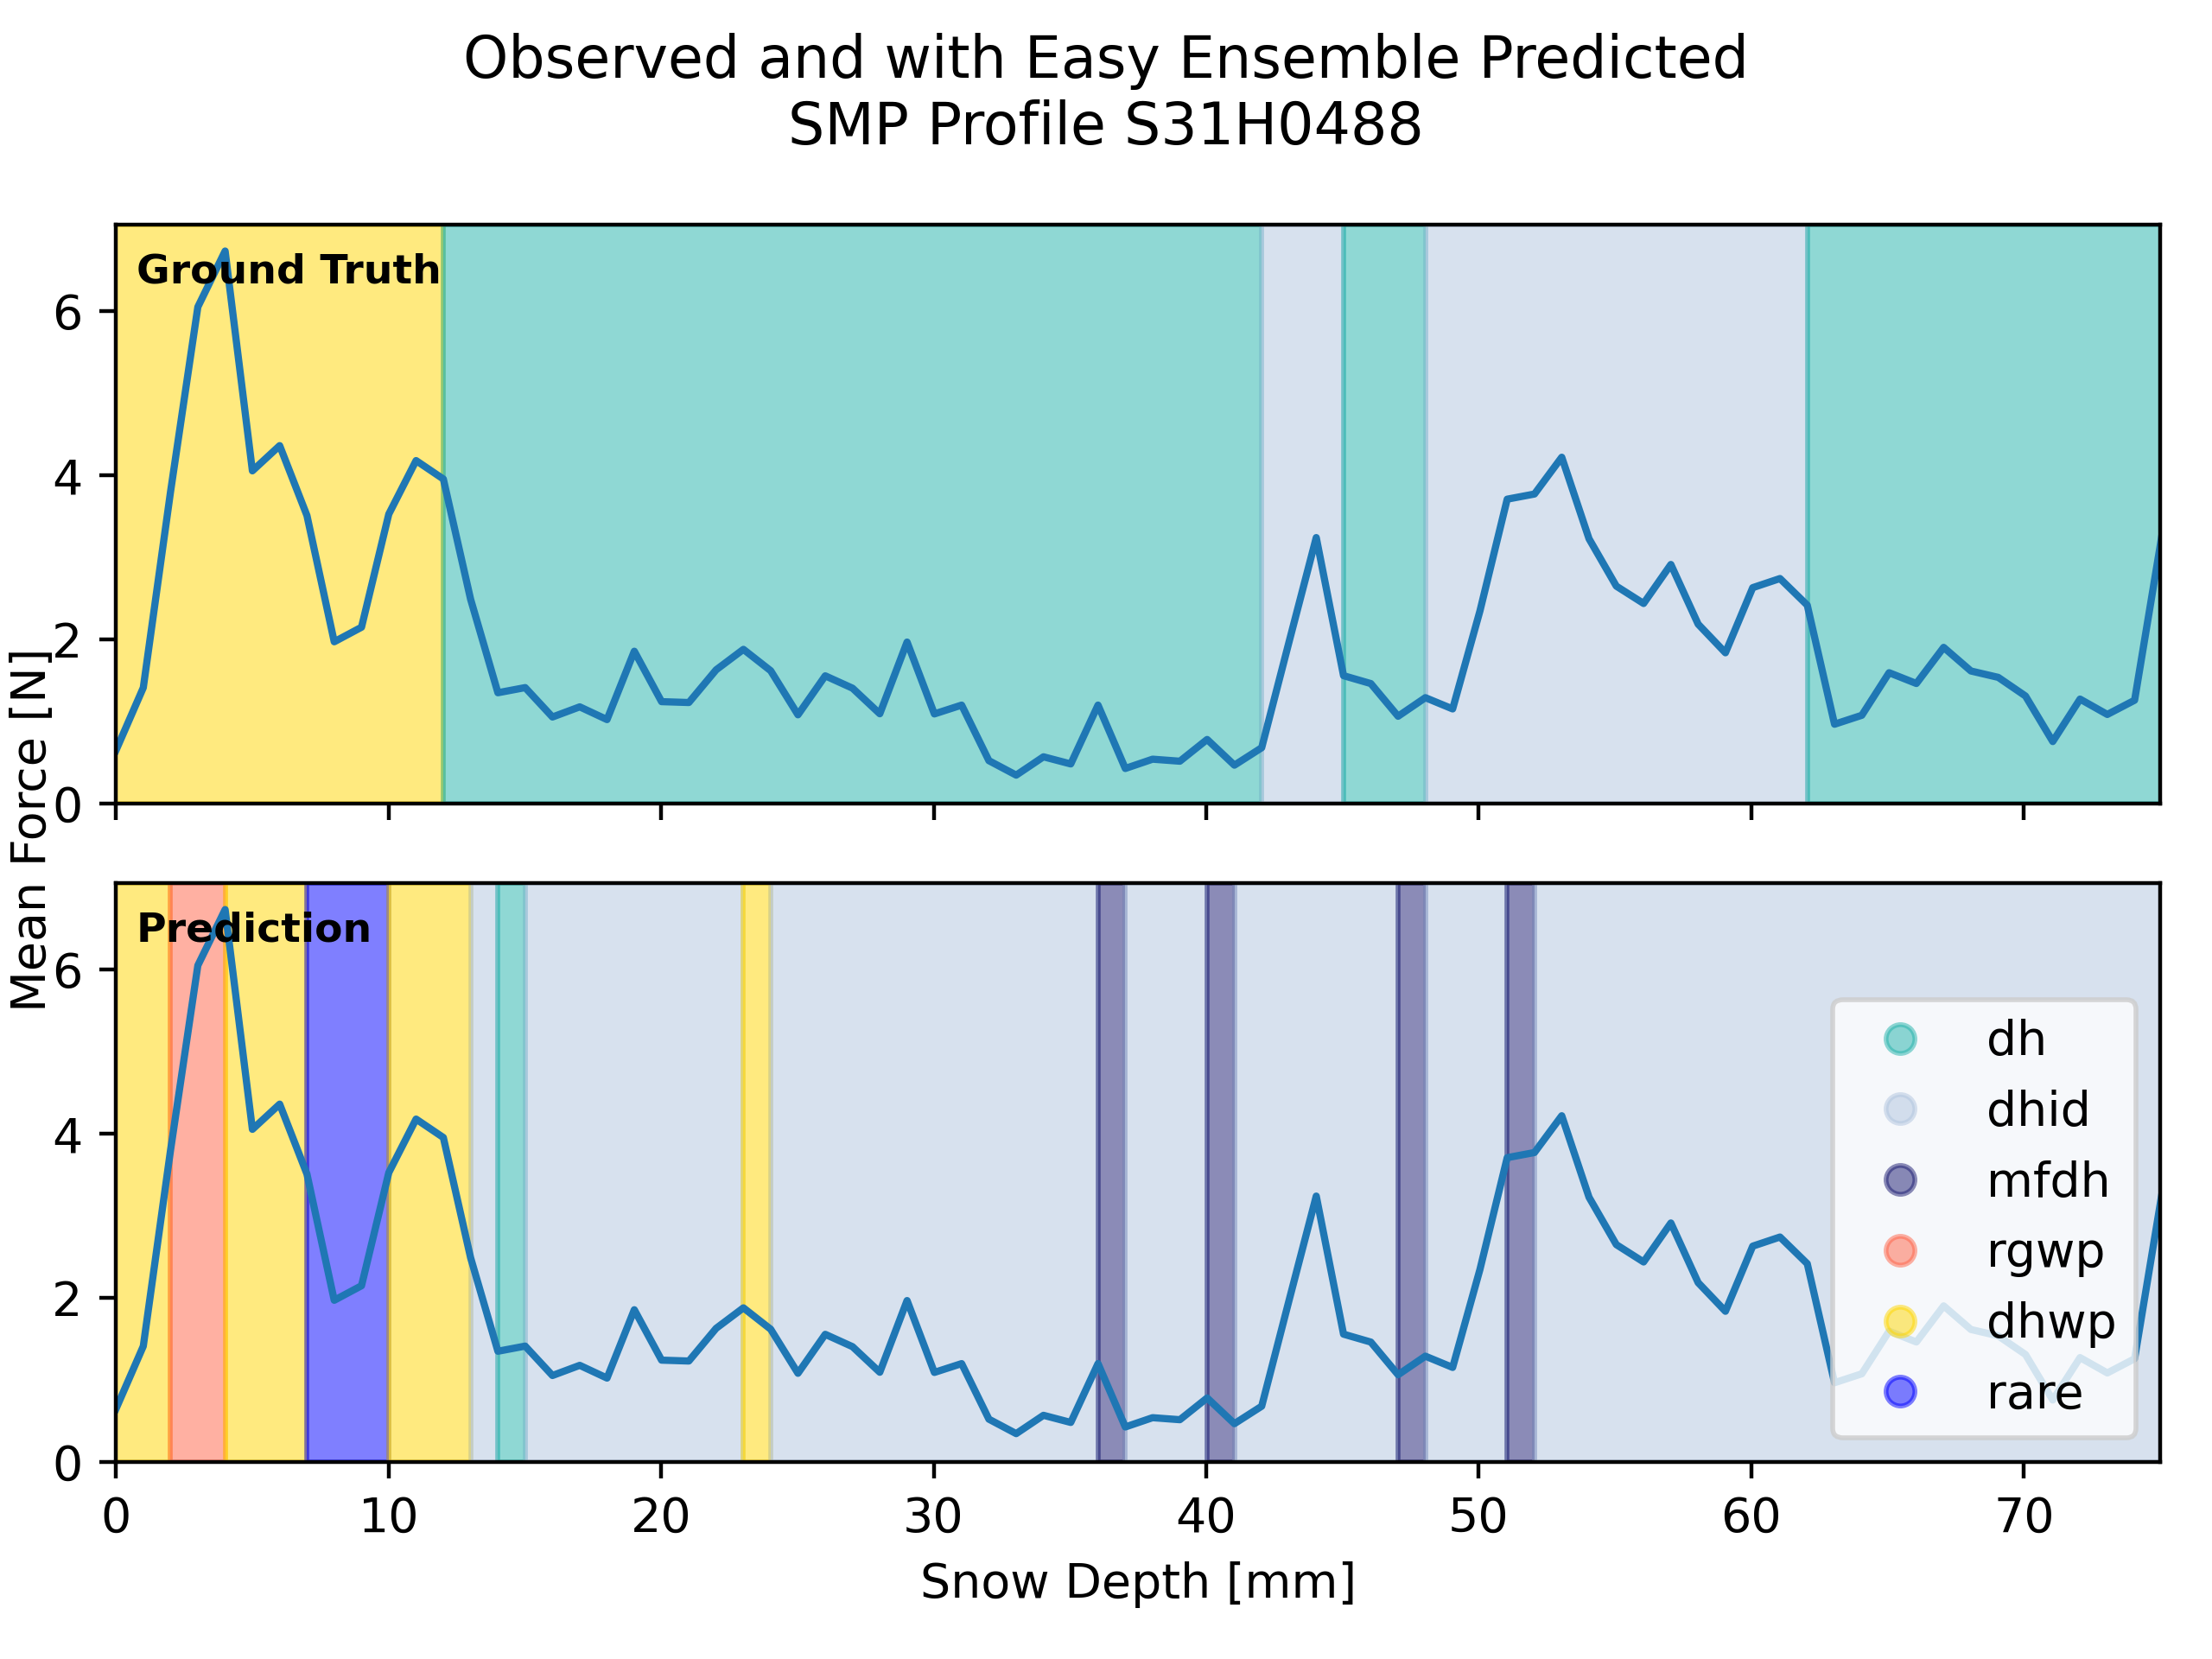 Observed and with Easy Ensemble Predicted
SMP Profile S31H0488
Ground Truth
6
4
2
0
Mean Force [N]
Prediction
6
4
2
0
dh
dhid
mfdh
rgwp
dhwp
rare
0 10 20 30 40 50 60 70
Snow Depth [mm]